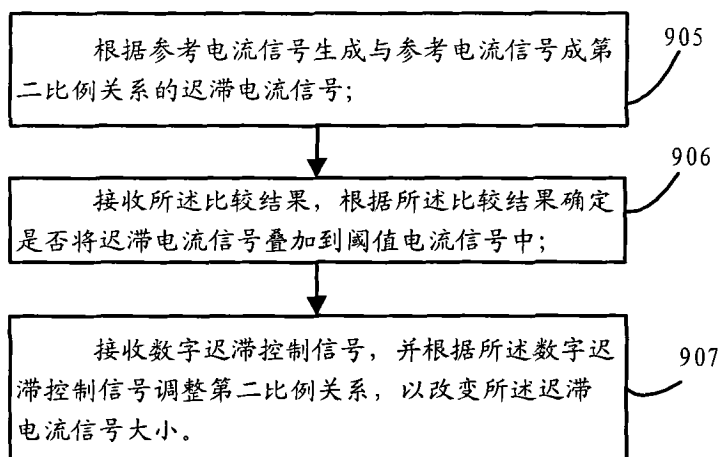 根据参考电流信号生成与参考电流信号成第
二比例关系的迟滞电流信号；
905
接收所述比较结果，根据所述比较结果确定
是否将迟滞电流信号叠加到阈值电流信号中；
906
接收数字迟滞控制信号，并根据所述数字迟
滞控制信号调整第二比例关系，以改变所述迟滞
电流信号大小。
907